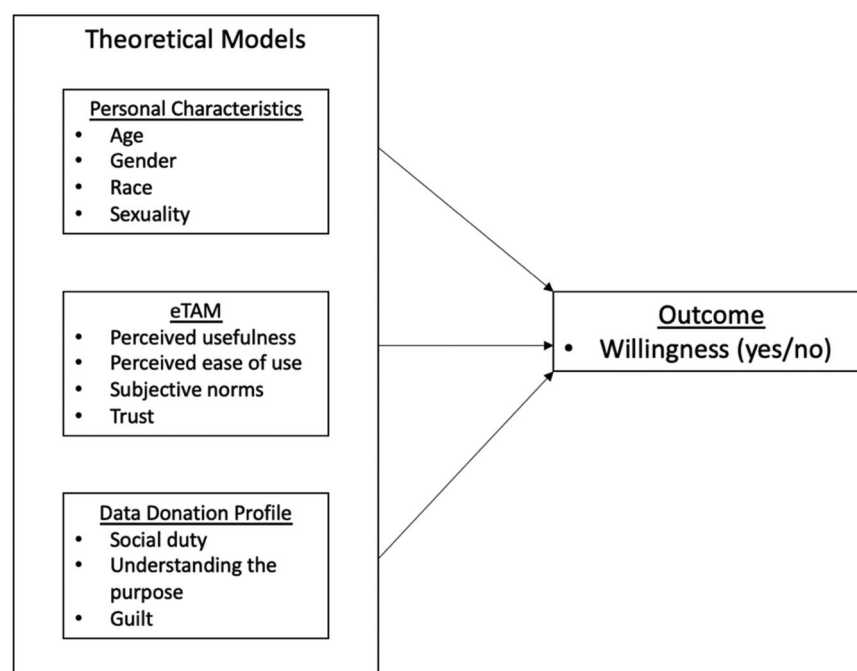 Theoretical Models
Personal Characteristics
• Age
• Gender
• Race
• Sexuality
eTAM
• Perceived usefulness
• Perceived ease of use
• Subjective norms
• Trust
Data Donation Profile
• Social duty
• Understanding the
purpose
• Guilt
Outcome
• Willingness (yes/no)